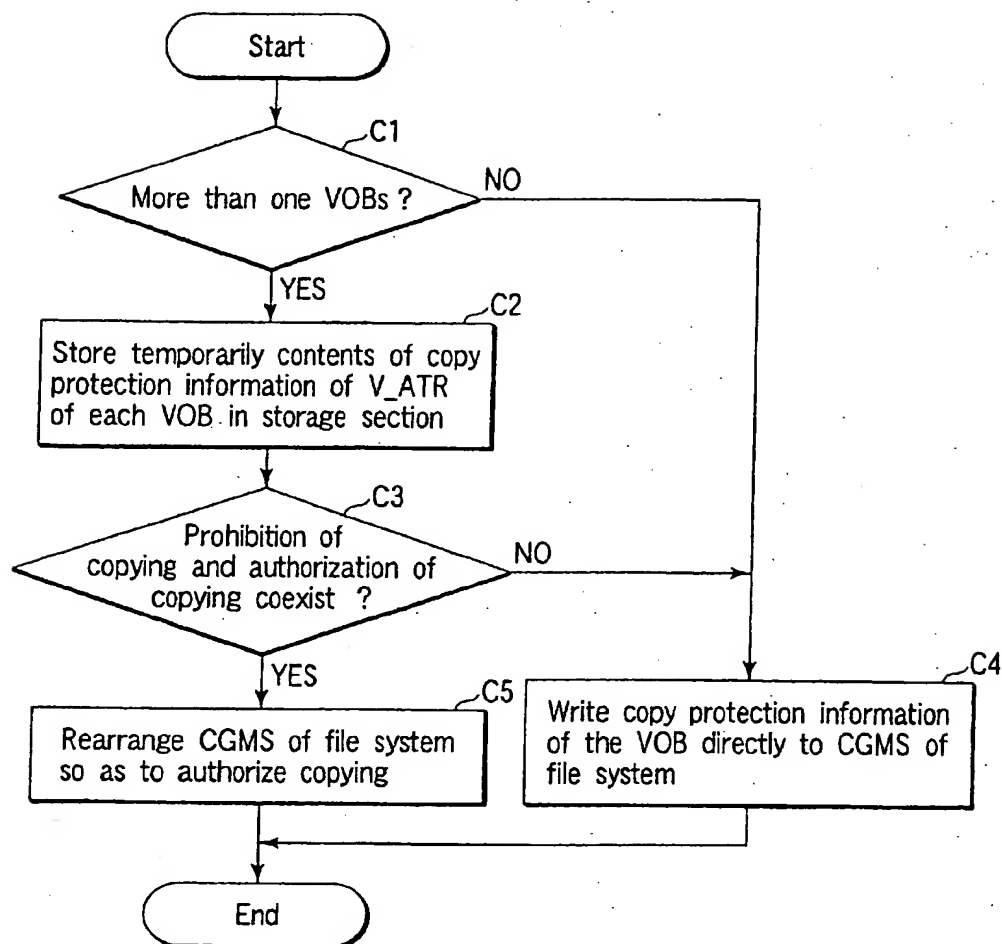 Start
C1
More than one VOBs ?
NO
YES
C2
Store temporarily contents of copy
protection information of V_ATR
of each VOB in storage section
C3
Prohibition of
copying and authorization of
copying coexist ?
NO
YES
C5
Rearrange CGMS of file system
so as to authorize copying
C4
Write copy protection information
of the VOB directly to CGMS of
file system
End